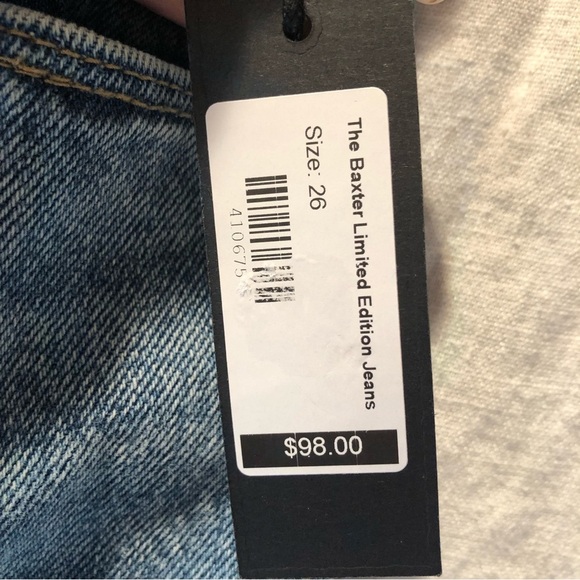 The Baxter Limited Edition Jeans
Size: 26
410675
$98.00